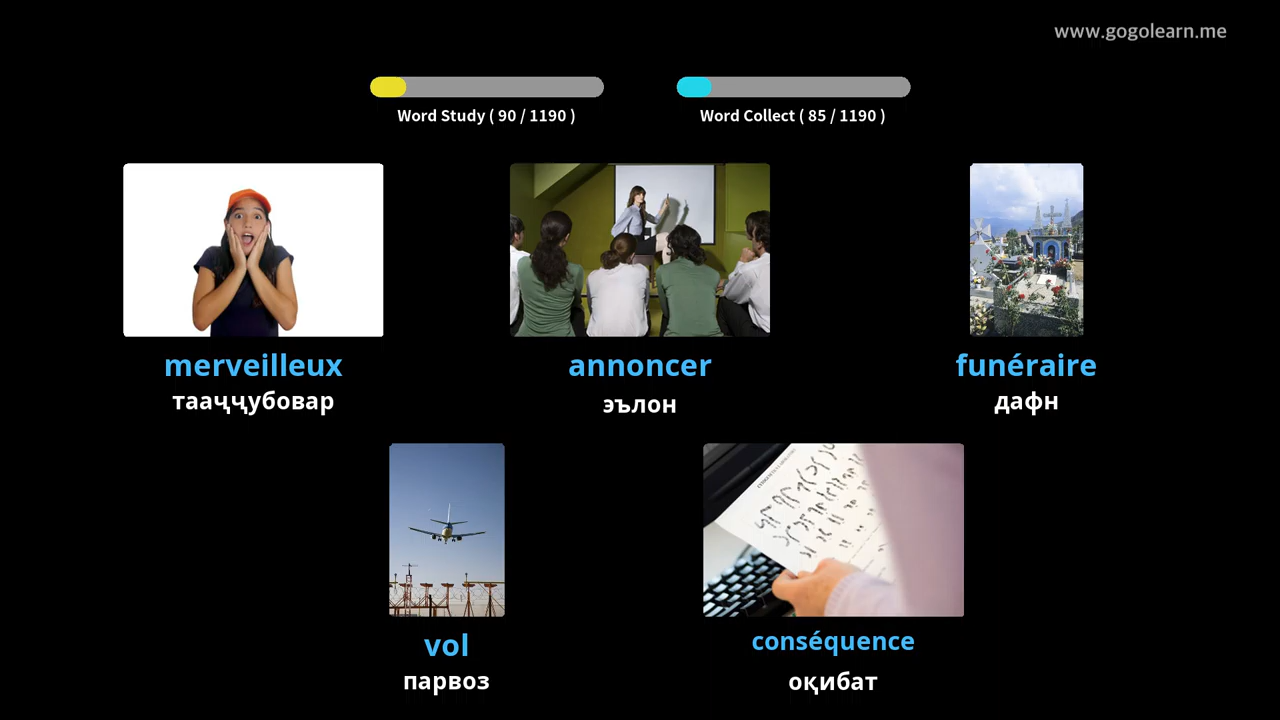 www.gogolearn.me
Word Study ( 90 / 1190 )
Word Collect ( 85 / 1190 )
merveilleux
annoncer
funéraire
тааҷҷубовар
эълон
дафн
vol
conséquence
парвоз
оқибат